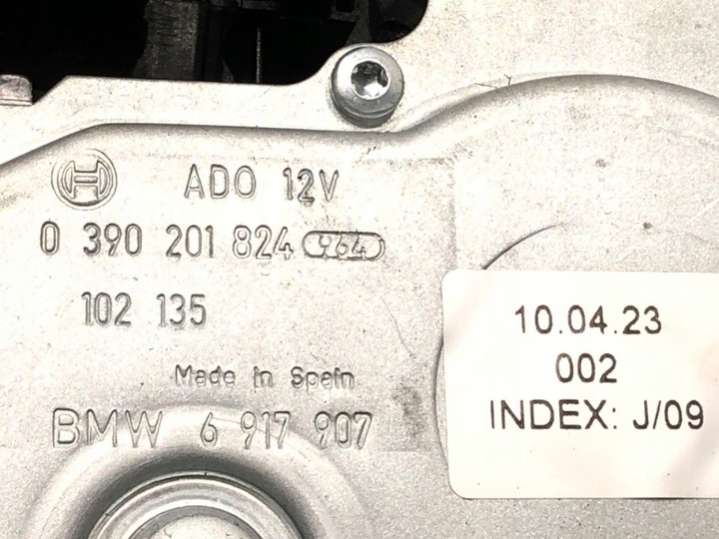 ADO 12V
0 390 201 824 964
102 135
Made in Spain
BMW 6 917 907
10.04.23
002
INDEX: J/09